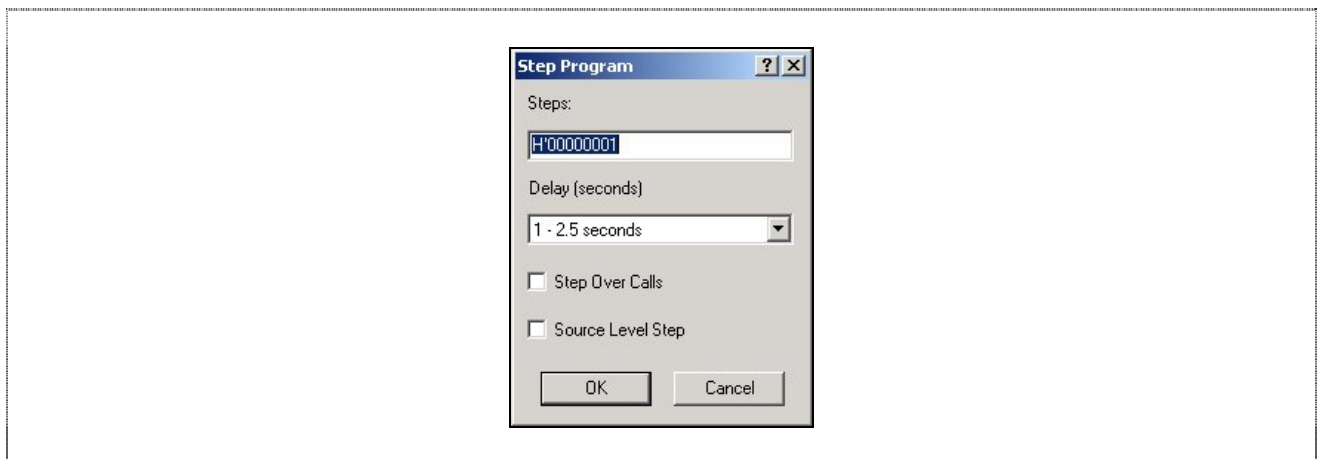 Step Program
Steps:
H'00000001
Delay (seconds)
1 - 2.5 seconds
Step Over Calls
Source Level Step
OK Cancel